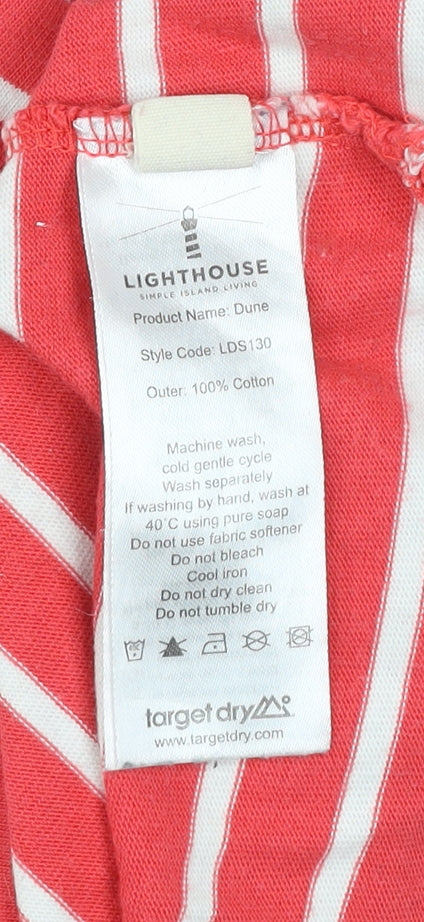 LIGHTHOUSE
SIMPLE ISLAND LIVING
Product Name: Dune
Style Code: LDS130
Outer: 100% Cotton
Machine wash,
cold gentle cycle
Wash separately
If washing by hand, wash at
40°C using pure soap
Do not use fabric softener
Do not bleach
Cool iron
Do not dry clean
Do not tumble dry
target dry
www.targetdry.com